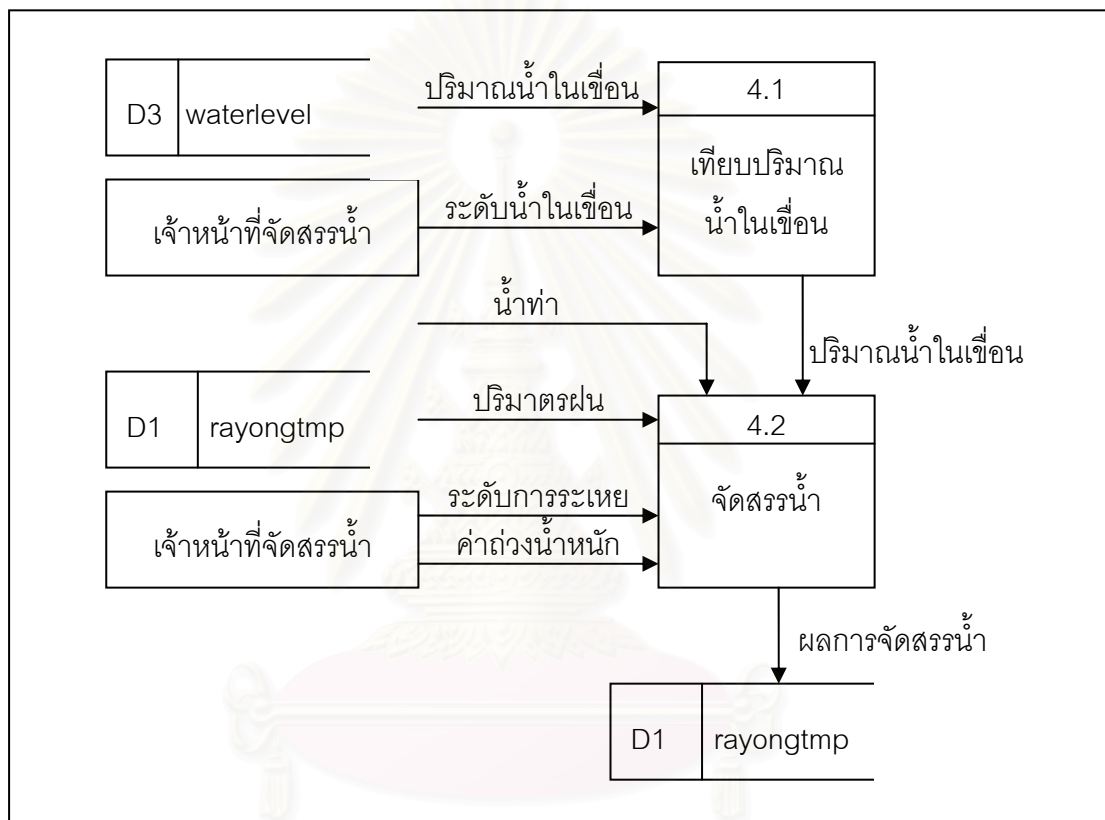 D3 waterlevel
ปริมาณน้ำในเขื่อน
4.1
เทียบปริมาณ
น้ำในเขื่อน
เจ้าหน้าที่จัดสรรน้ำ
ระดับน้ำในเขื่อน
น้ำท่า
ปริมาณน้ำในเขื่อน
D1 rayongtmp
ปริมาตรฝน
4.2
จัดสรรน้ำ
เจ้าหน้าที่จัดสรรน้ำ
ระดับการระเหย
ค่าถ่วงน้ำหนัก
ผลการจัดสรรน้ำ
D1 rayongtmp